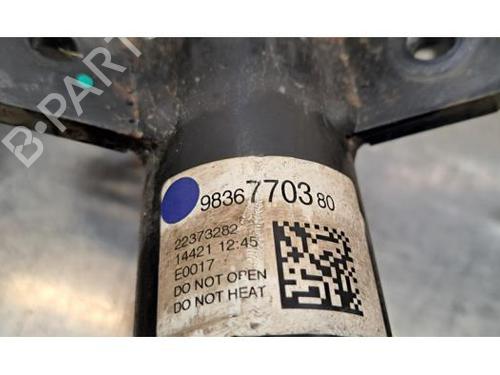 B-PARTS
9836770380
22373282
14421 12:45
E0017
DO NOT OPEN
DO NOT HEAT